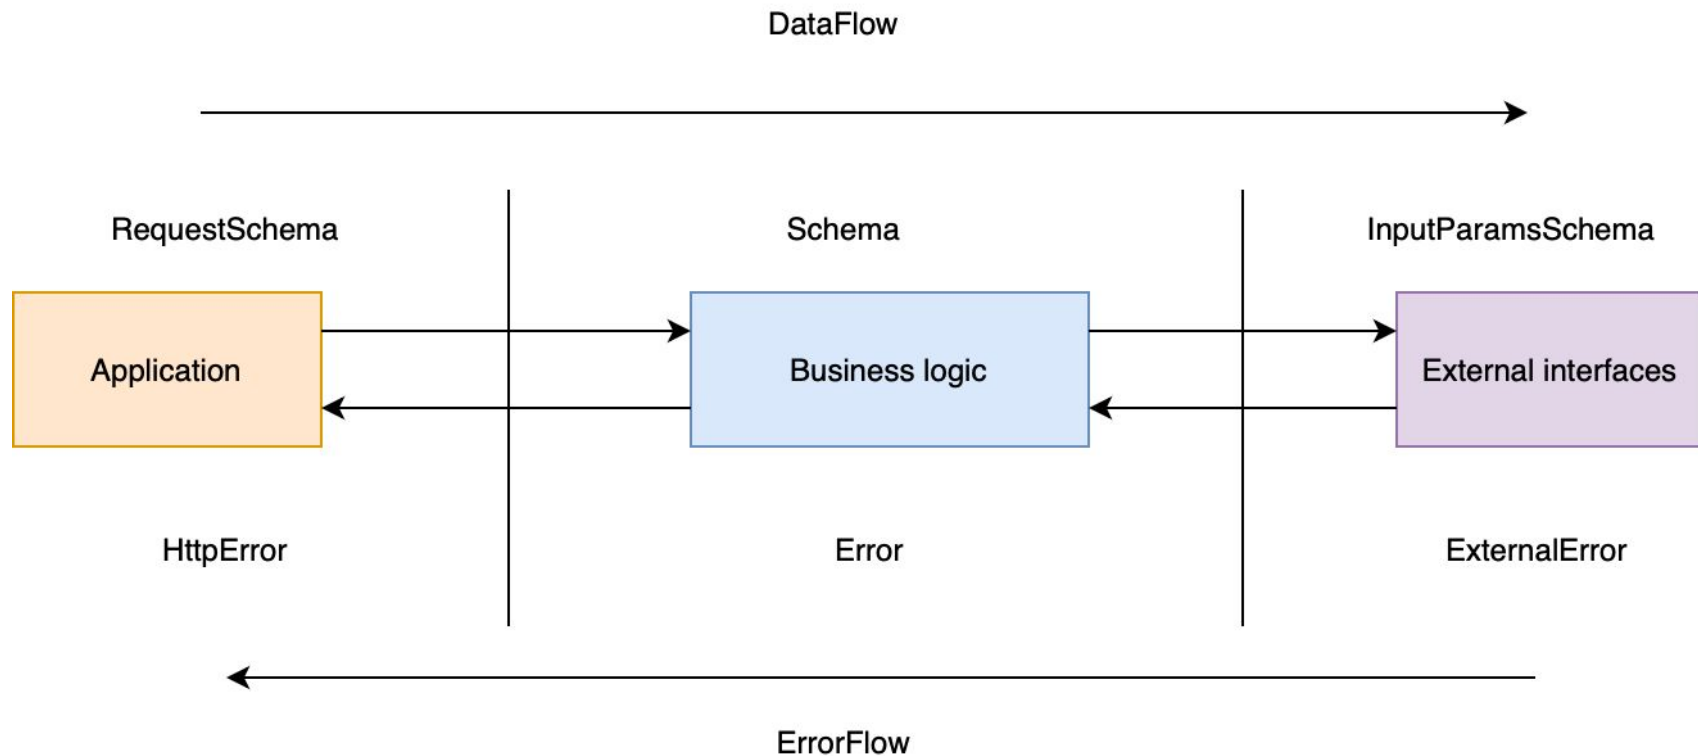 DataFlow
RequestSchema
Schema
InputParamsSchema
Application
Business logic
External interfaces
HttpError
Error
ExternalError
ErrorFlow